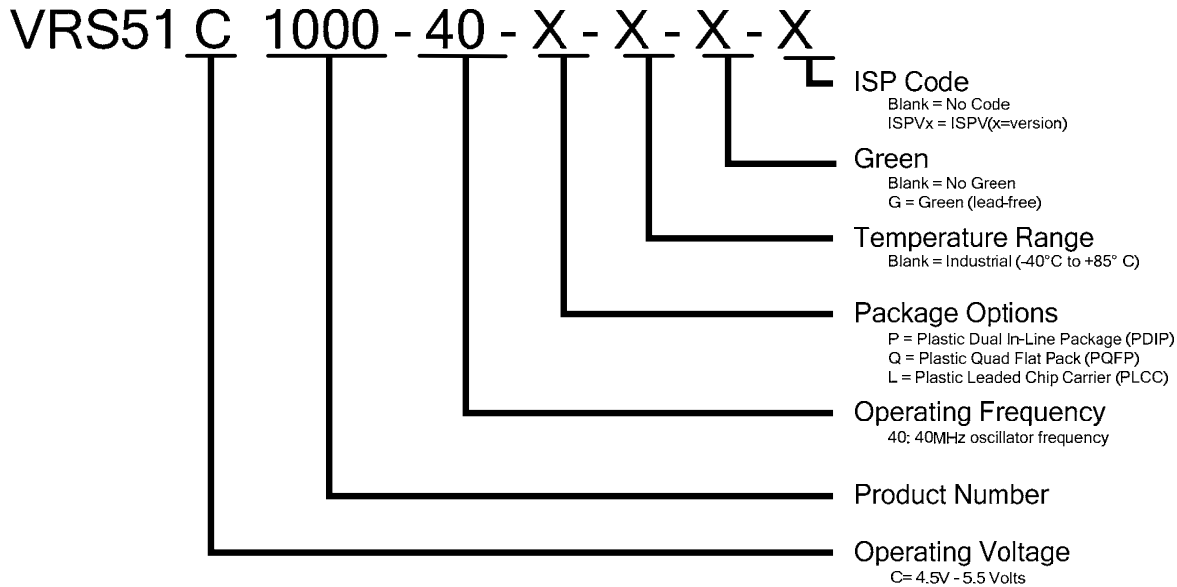 VRS51 C 1000 - 40 - X - X - X - X
ISP Code
Blank = No Code
ISPVx = ISPV(x=version)
Green
Blank = No Green
G = Green (lead-free)
Temperature Range
Blank = Industrial (-40°C to +85° C)
Package Options
P = Plastic Dual In-Line Package (PDIP)
Q = Plastic Quad Flat Pack (PQFP)
L = Plastic Leaded Chip Carrier (PLCC)
Operating Frequency
40: 40MHz oscillator frequency
Product Number
Operating Voltage
C= 4.5V - 5.5 Volts